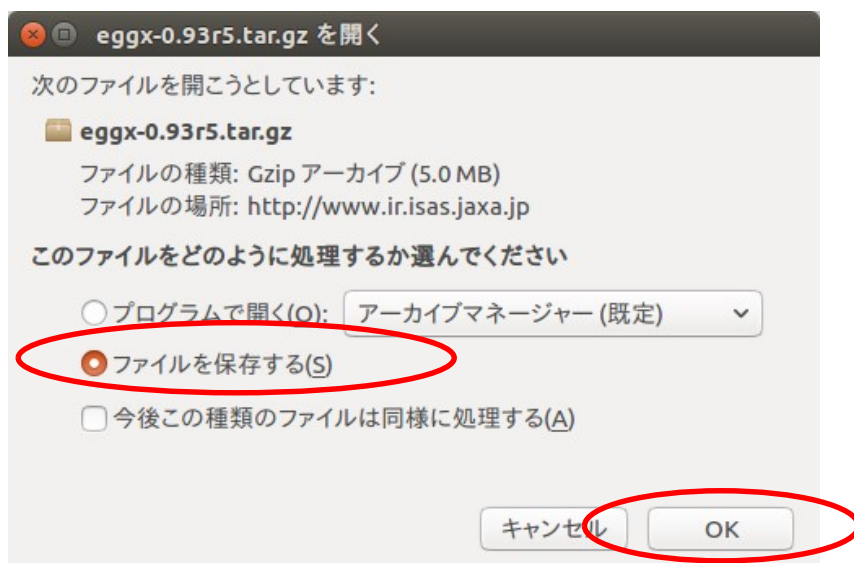 eggx-0.93r5.tar.gz を開く
次のファイルを開こうとしています:
eggx-0.93r5.tar.gz
ファイルの種類: Gzip アーカイブ (5.0 MB)
ファイルの場所: http://www.ir.isas.jaxa.jp
このファイルをどのように処理するか選んでください
プログラムで開く(O): アーカイブマネージャー (既定)
ファイルを保存する(S)
今後この種類のファイルは同様に処理する(A)
キャンセル OK